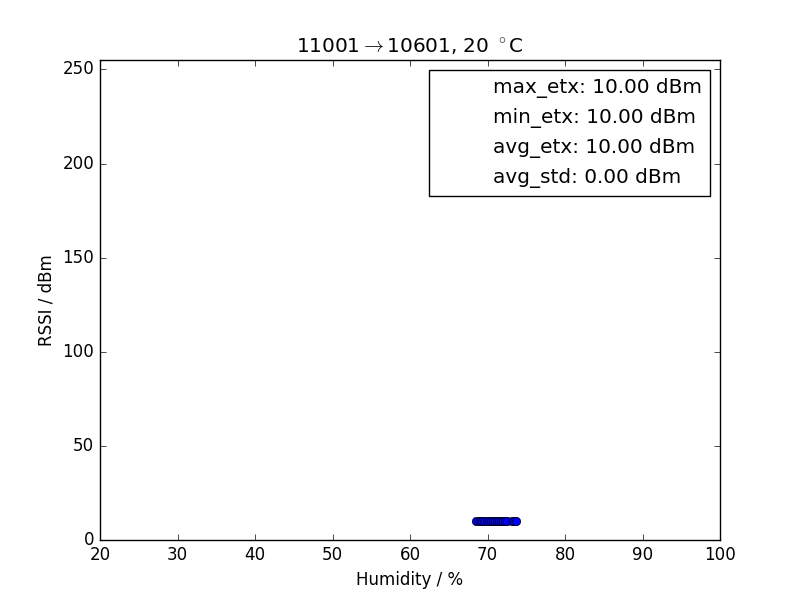 11001→10601, 20 °C
max_etx: 10.00 dBm
min_etx: 10.00 dBm
avg_etx: 10.00 dBm
avg_std: 0.00 dBm
RSSI / dBm
250
200
150
100
50
0
20 30 40 50 60 70 80 90 100
Humidity / %